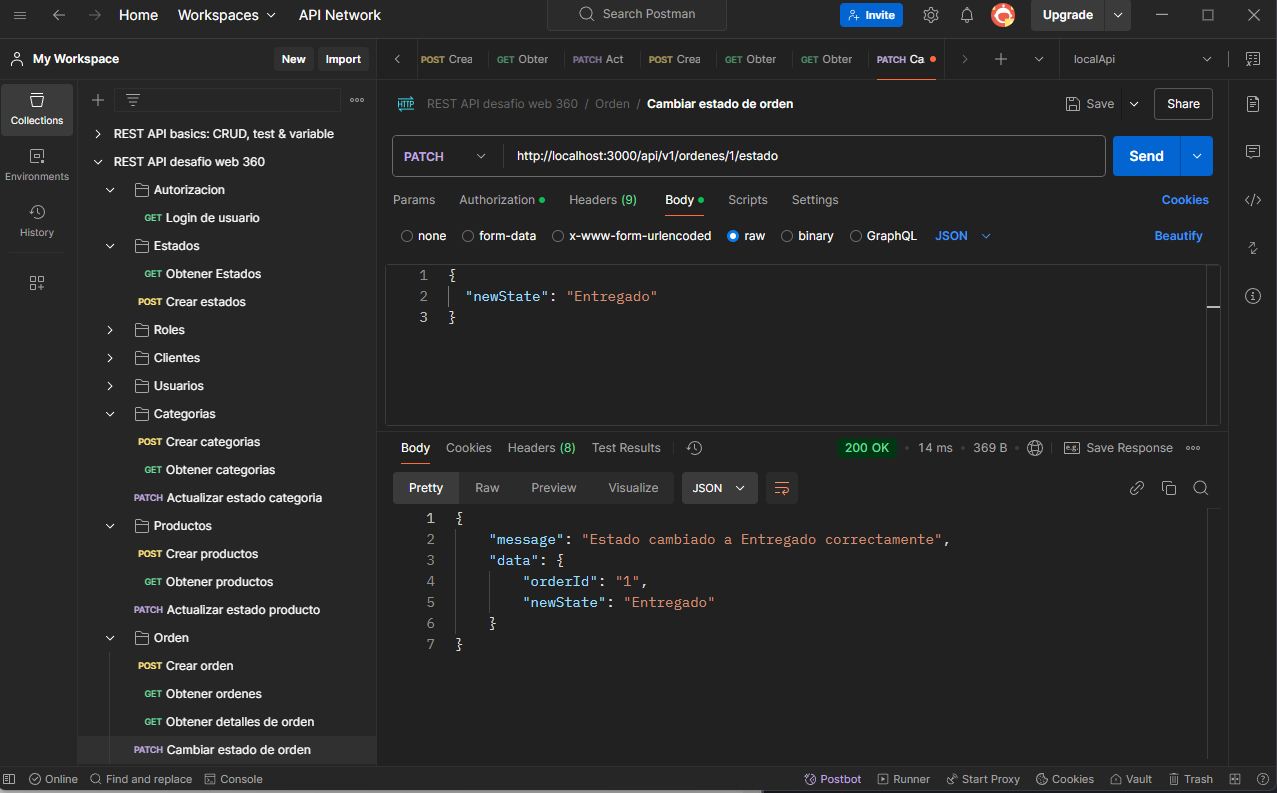 Home Workspaces API Network Search Postman Invite Upgrade
My Workspace New Import POST Crea GET Obter PATCH Act POST Crea GET Obter GET Obter PATCH Ca localApi
Collections
Environments
History
REST API basics: CRUD, test & variable
REST API desafio web 360
Autorizacion
GET Login de usuario
Estados
GET Obtener Estados
POST Crear estados
Roles
Clientes
Usuarios
Categorias
POST Crear categorias
GET Obtener categorias
PATCH Actualizar estado categoria
Productos
POST Crear productos
GET Obtener productos
PATCH Actualizar estado producto
Orden
POST Crear orden
GET Obtener ordenes
GET Obtener detalles de orden
PATCH Cambiar estado de orden
HTTP REST API desafio web 360 / Orden / Cambiar estado de orden Save Share
PATCH http://localhost:3000/api/v1/ordenes/1/estado Send
Params Authorization Headers (9) Body Scripts Settings Cookies
none form-data x-www-form-urlencoded raw binary GraphQL JSON Beautify
1 {
2 "newState": "Entregado"
3 }
Body Cookies Headers (8) Test Results 200 OK 14 ms 369 B e.g. Save Response
Pretty Raw Preview Visualize JSON
1 {
2 "message": "Estado cambiado a Entregado correctamente",
3 "data": {
4 "orderId": "1",
5 "newState": "Entregado"
6 }
7 }
Online Find and replace Console Postbot Runner Start Proxy Cookies Vault Trash